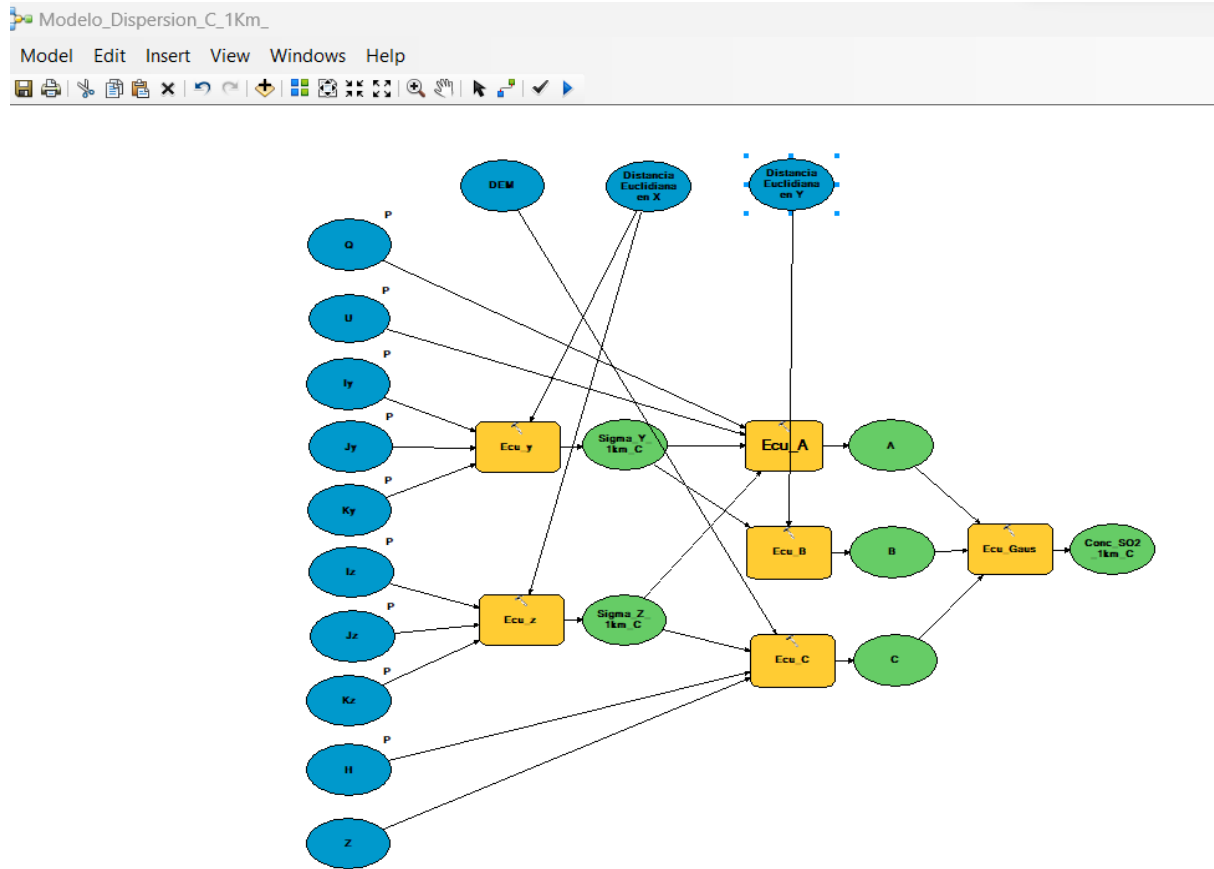 Modelo_Dispersion_C_1Km_
Model Edit Insert View Windows Help
DEM
Distancia
Euclidiana
en X
Distancia
Euclidiana
en Y
P
Q
P
U
P
Iy
P
Jy
P
Ky
P
Iz
P
Jz
P
Kz
P
H
Z
Ecu_y
Sigma_Y_
1km_C
Ecu_z
Sigma_Z_
1km_C
Ecu_A
A
Ecu_B
B
Ecu_C
C
Ecu_Gaus
Conc_SO2
_1km_C